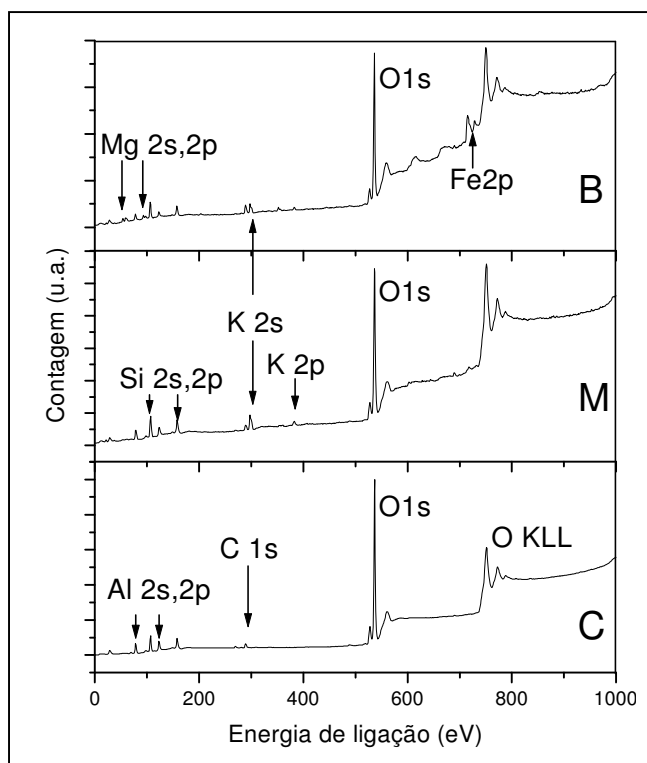 O1s
Mg 2s,2p
Fe2p
B
O1s
K 2s
K 2p
Si 2s,2p
M
O1s
O KLL
C 1s
Al 2s,2p
C
0 200 400 600 800 1000
Energia de ligação (eV)
Contagem (u.a.)